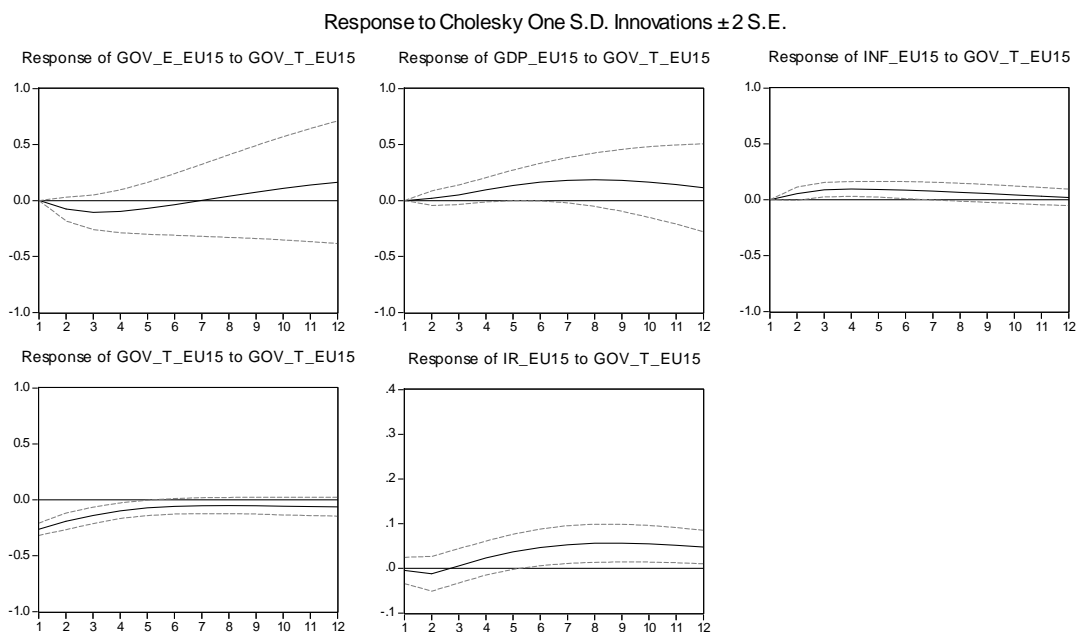 Response to Cholesky One S.D. Innovations ± 2 S.E.
Response of GOV_E_EU15 to GOV_T_EU15
1.0
0.5
0.0
-0.5
-1.0
1 2 3 4 5 6 7 8 9 10 11 12
Response of GDP_EU15 to GOV_T_EU15
1.0
0.5
0.0
-0.5
-1.0
1 2 3 4 5 6 7 8 9 10 11 12
Response of INF_EU15 to GOV_T_EU15
1.0
0.5
0.0
-0.5
-1.0
1 2 3 4 5 6 7 8 9 10 11 12
Response of GOV_T_EU15 to GOV_T_EU15
1.0
0.5
0.0
-0.5
-1.0
1 2 3 4 5 6 7 8 9 10 11 12
Response of IR_EU15 to GOV_T_EU15
.4
.3
.2
.1
.0
-.1
1 2 3 4 5 6 7 8 9 10 11 12